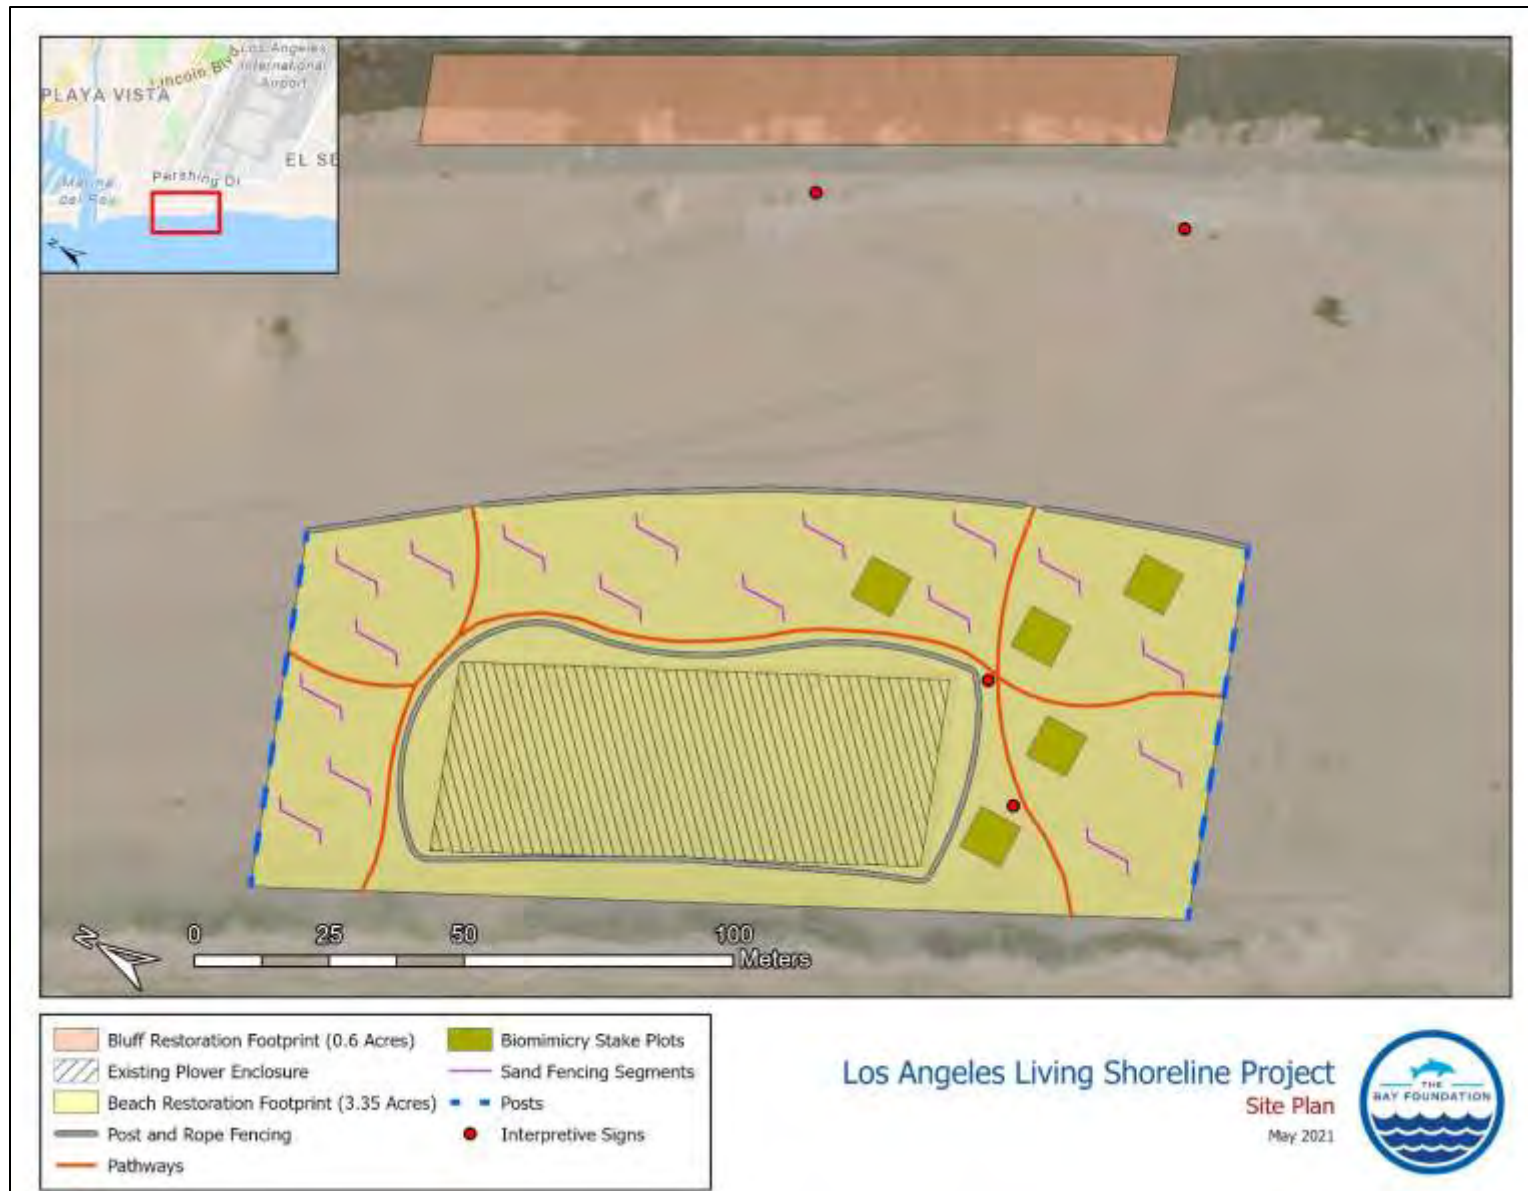 Los Angeles
International
Airport
Lincoln Blvd
PLAYA VISTA
EL SE
Pershing Dr
Marina
del Rey
N
N
0 25 50 100
Meters
Bluff Restoration Footprint (0.6 Acres)
Existing Plover Enclosure
Beach Restoration Footprint (3.35 Acres)
Post and Rope Fencing
Pathways
Biomimicry Stake Plots
Sand Fencing Segments
Posts
Interpretive Signs
Los Angeles Living Shoreline Project
Site Plan
May 2021
THE
BAY FOUNDATION